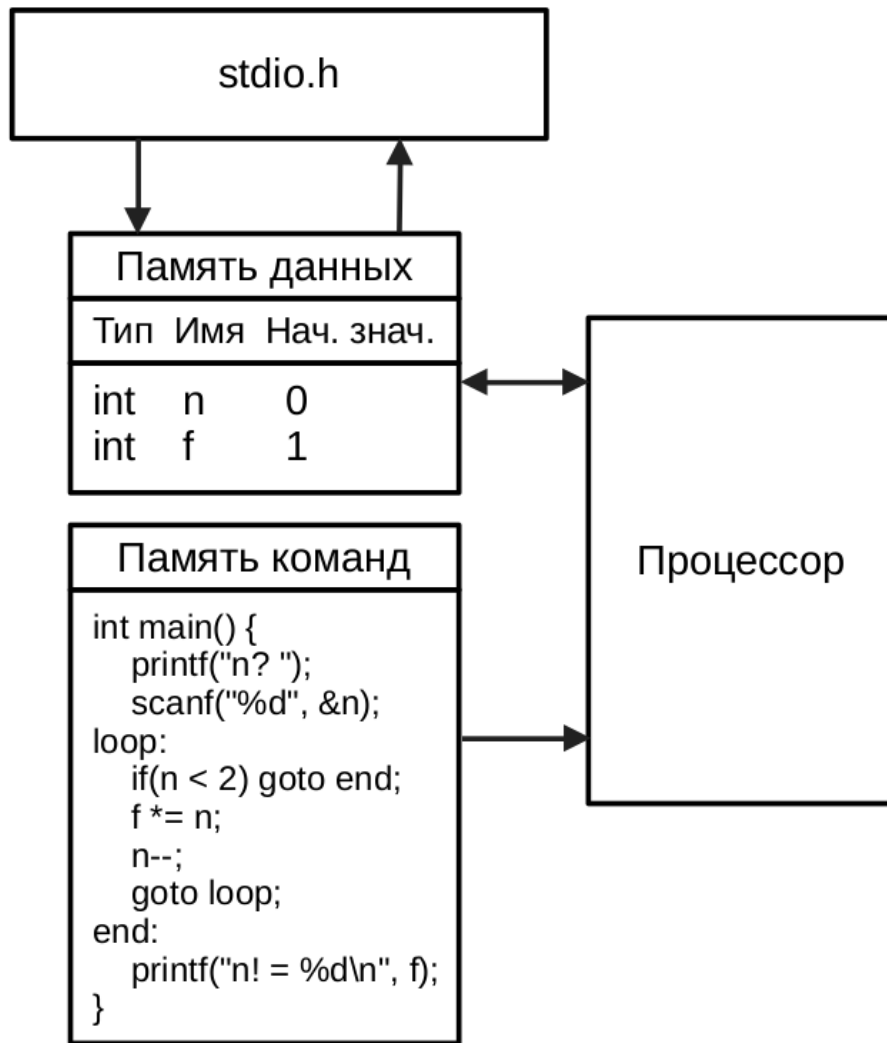 stdio.h
Память данных
Тип Имя Нач. знач.
int n 0
int f 1
Память команд
int main() {
printf("n? ");
scanf("%d", &n);
loop:
if(n < 2) goto end;
f *= n;
n--;
goto loop;
end:
printf("n! = %d\n", f);
}
Процессор